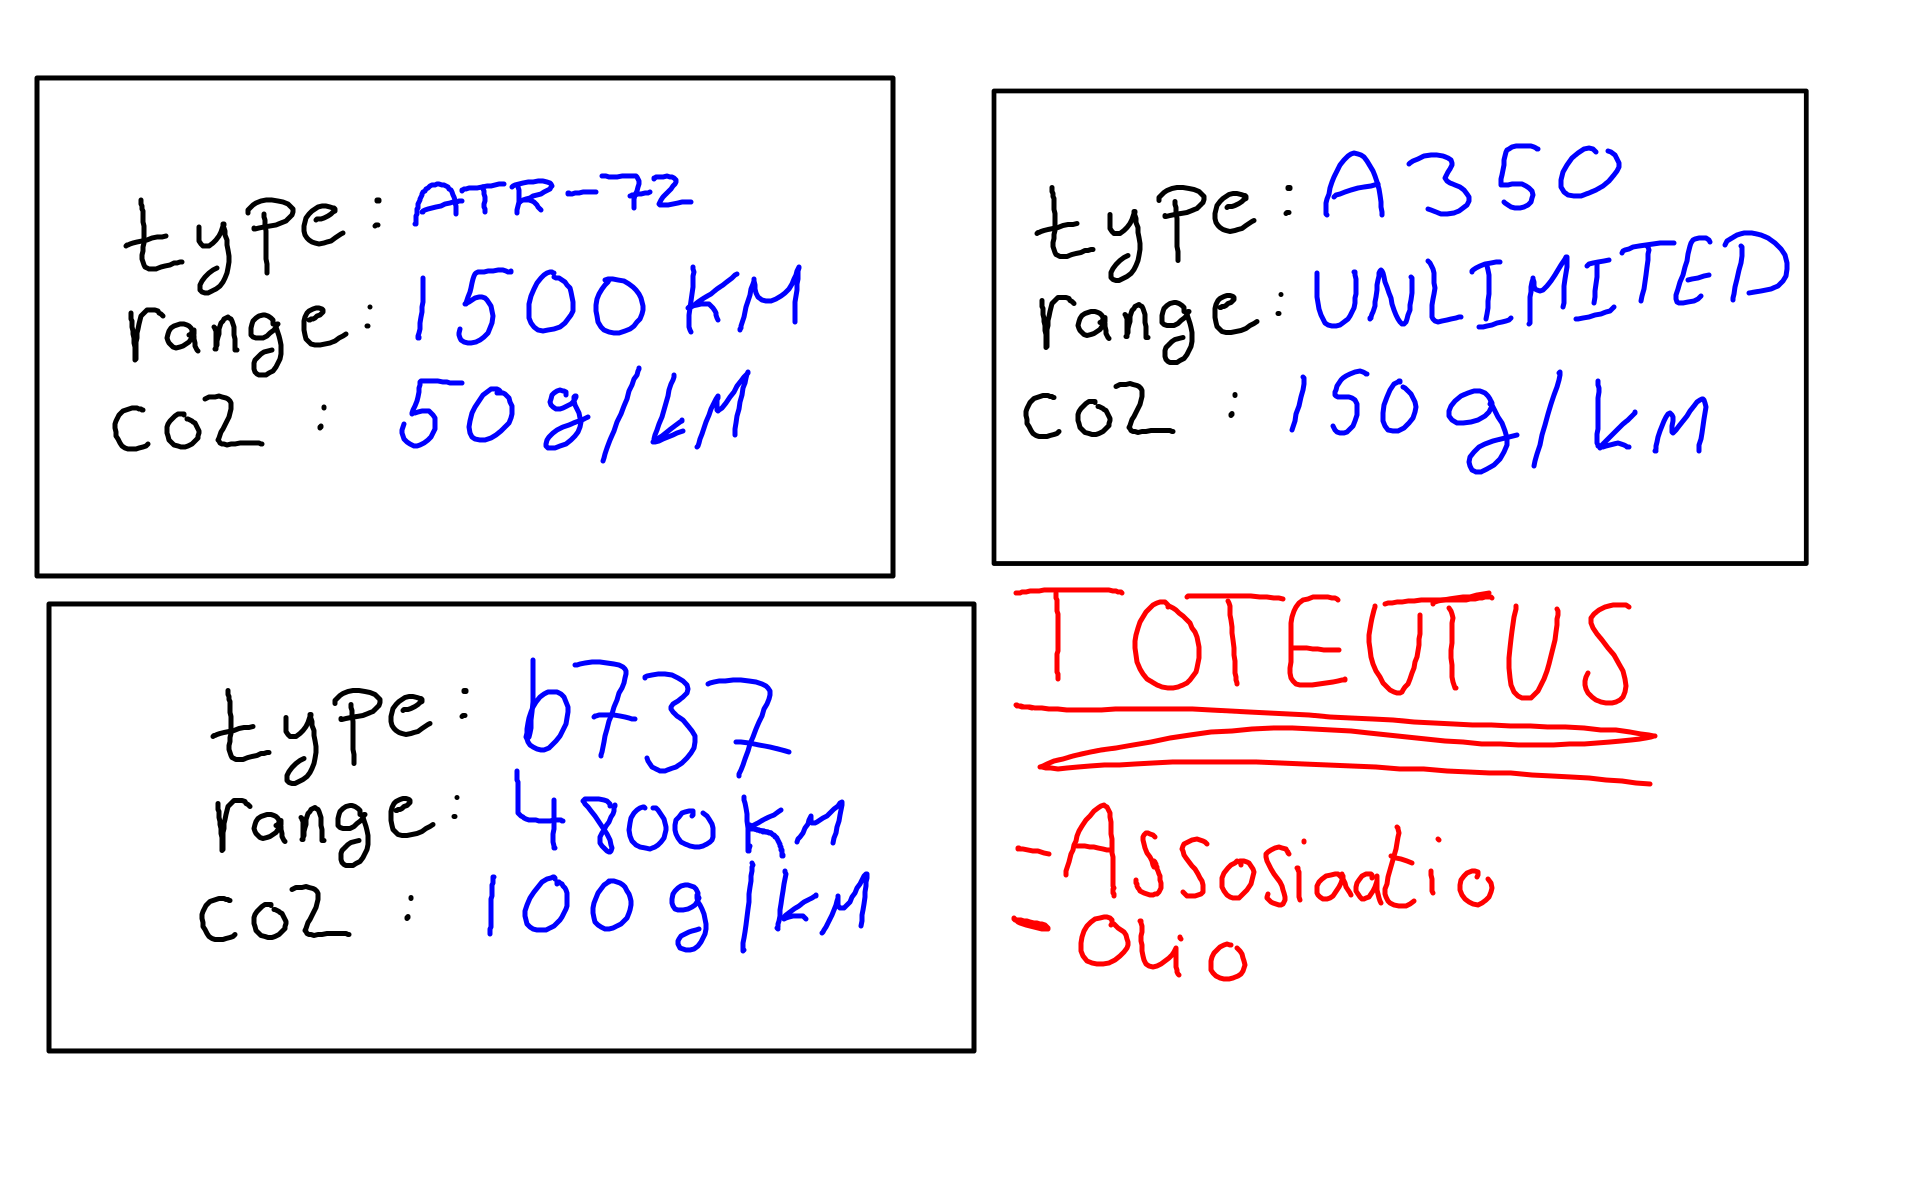 type: ATR-72
range: 1500 KM
CO2 : 50 g/kM
type: A350
range: UNLIMITED
CO2 : 150 g/kM
type: b737
range: 4800 KM
CO2 : 100 g/kM
TOTEUTUS
- Assosiaatio
- Olio